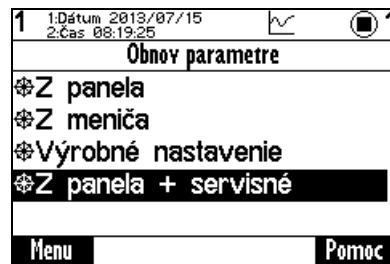 1 1:Dátum 2013/07/15
2:Čas 08:19:25
Obnov parametre
Z panela
Z meniča
Výrobné nastavenie
Z panela + servisné
Menu Pomoc